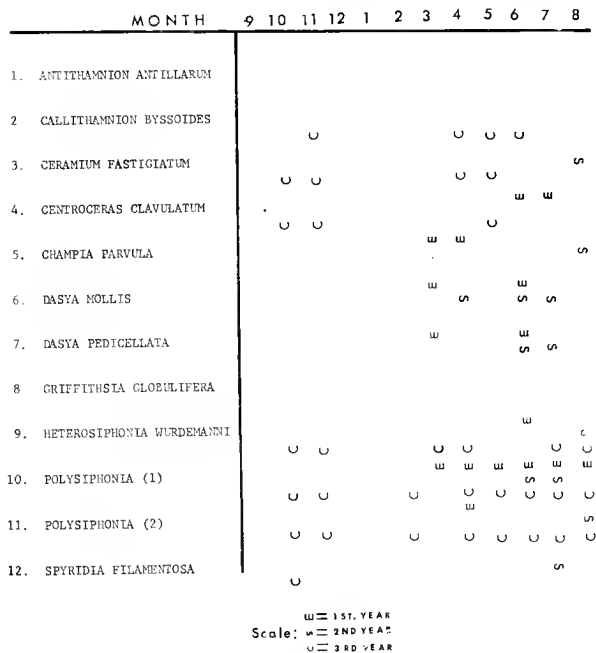 MONTH 9 10 11 12 1 2 3 4 5 6 7 8
1. ANTITHAMNION ANTILLARUM
2 CALLITHAMNION BYSSOIDES
C C C C
3. CERAMIUM FASTIGIATUM S
C C C C
4. CENTROCERAS CLAVULATUM E E
C C C
E E
5. CHAMPIA PARVULA S
E E
6. DASYA MOLLIS S S S
E E
7. DASYA PEDICELLATA S S
8 GRIFFITHSIA GLOBULIFERA
E
9. HETEROSIPHONIA WURDEMANNI C
C C C C C C
E E E E E E
10. POLYSIPHONIA (1) S S
C C C C C C C C
E
11. POLYSIPHONIA (2) S
C C C C C C C C
12. SPYRIDIA FILAMENTOSA S
C
E = 1ST. YEAR
Scale: S = 2ND YEAR
C = 3RD YEAR